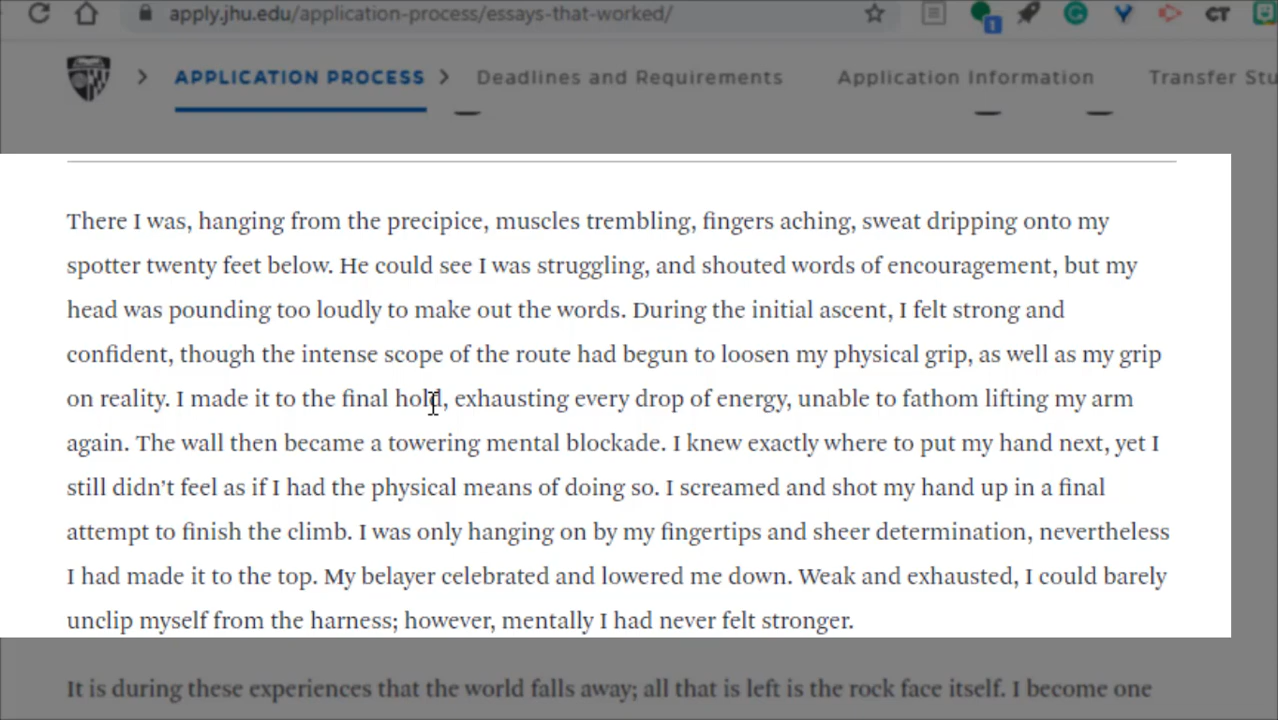 apply.jhu.edu/application-process/essays-that-worked/
1
CT
APPLICATION PROCESS
Deadlines and Requirements
Application Information
Transfer Stu
There I was, hanging from the precipice, muscles trembling, fingers aching, sweat dripping onto my
spotter twenty feet below. He could see I was struggling, and shouted words of encouragement, but my
head was pounding too loudly to make out the words. During the initial ascent, I felt strong and
confident, though the intense scope of the route had begun to loosen my physical grip, as well as my grip
on reality. I made it to the final hold, exhausting every drop of energy, unable to fathom lifting my arm
again. The wall then became a towering mental blockade. I knew exactly where to put my hand next, yet I
still didn’t feel as if I had the physical means of doing so. I screamed and shot my hand up in a final
attempt to finish the climb. I was only hanging on by my fingertips and sheer determination, nevertheless
I had made it to the top. My belayer celebrated and lowered me down. Weak and exhausted, I could barely
unclip myself from the harness; however, mentally I had never felt stronger.
It is during these experiences that the world falls away; all that is left is the rock face itself. I become one